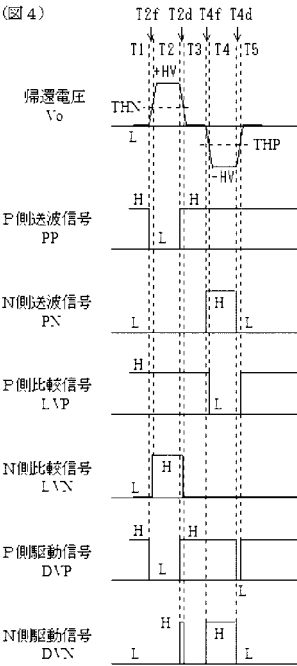 (図4)
T2f T2d T4f T4d
T1 T2 T3 T4 T5
+HV
帰還電圧
Vo
THN
L
THP
-HV
H H
P側送波信号
PP
L
N側送波信号
PN
H
L L
H
P側比較信号
LVP
L
N側比較信号
LVN
H
L
H H
P側駆動信号
DVP
L
L
H
N側駆動信号
DVN
H
L L